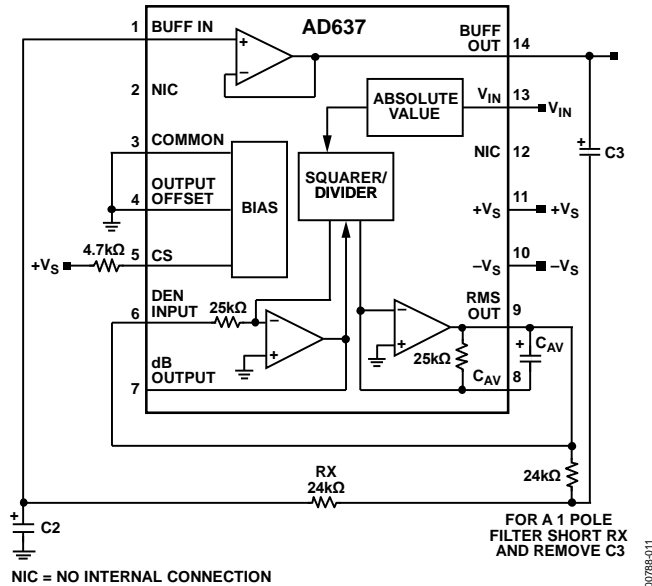 AD637
1 BUFF IN
BUFF
OUT 14
2 NIC
ABSOLUTE
VALUE
VIN 13
VIN
3 COMMON
NIC 12
+ C3
SQUARER/
DIVIDER
4 OUTPUT
OFFSET
BIAS
+VS 11 +VS
4.7kΩ
+VS 5 CS
–VS 10 –VS
6 DEN
INPUT
25kΩ
RMS
OUT 9
+ CAV
25kΩ
CAV 8
7 dB
OUTPUT
RX
24kΩ
24kΩ
+ C2
FOR A 1 POLE
FILTER SHORT RX
AND REMOVE C3
NIC = NO INTERNAL CONNECTION
00788-011